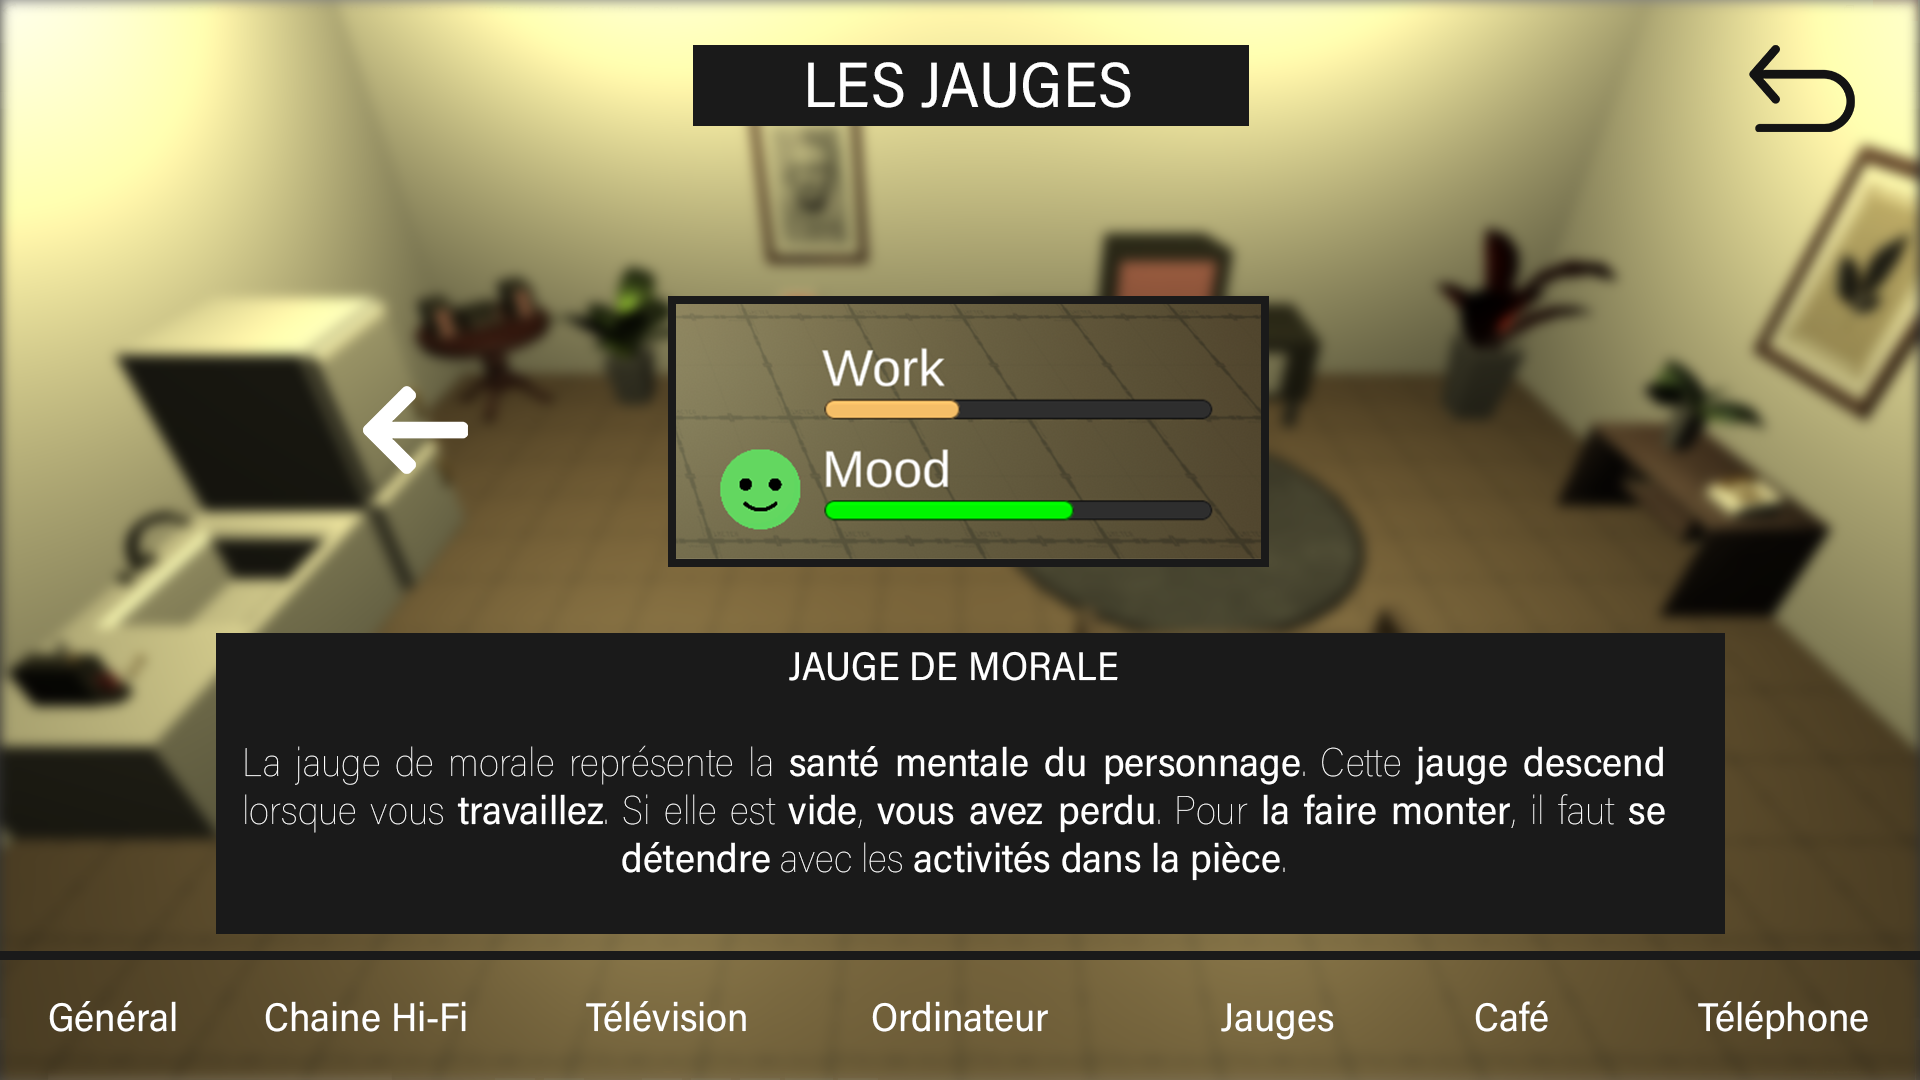 LES JAUGES
Work
Mood
JAUGE DE MORALE
La jauge de morale représente la santé mentale du personnage. Cette jauge descend
lorsque vous travaillez. Si elle est vide, vous avez perdu. Pour la faire monter, il faut se
détendre avec les activités dans la pièce.
Général Chaine Hi-Fi Télévision Ordinateur Jauges Café Téléphone